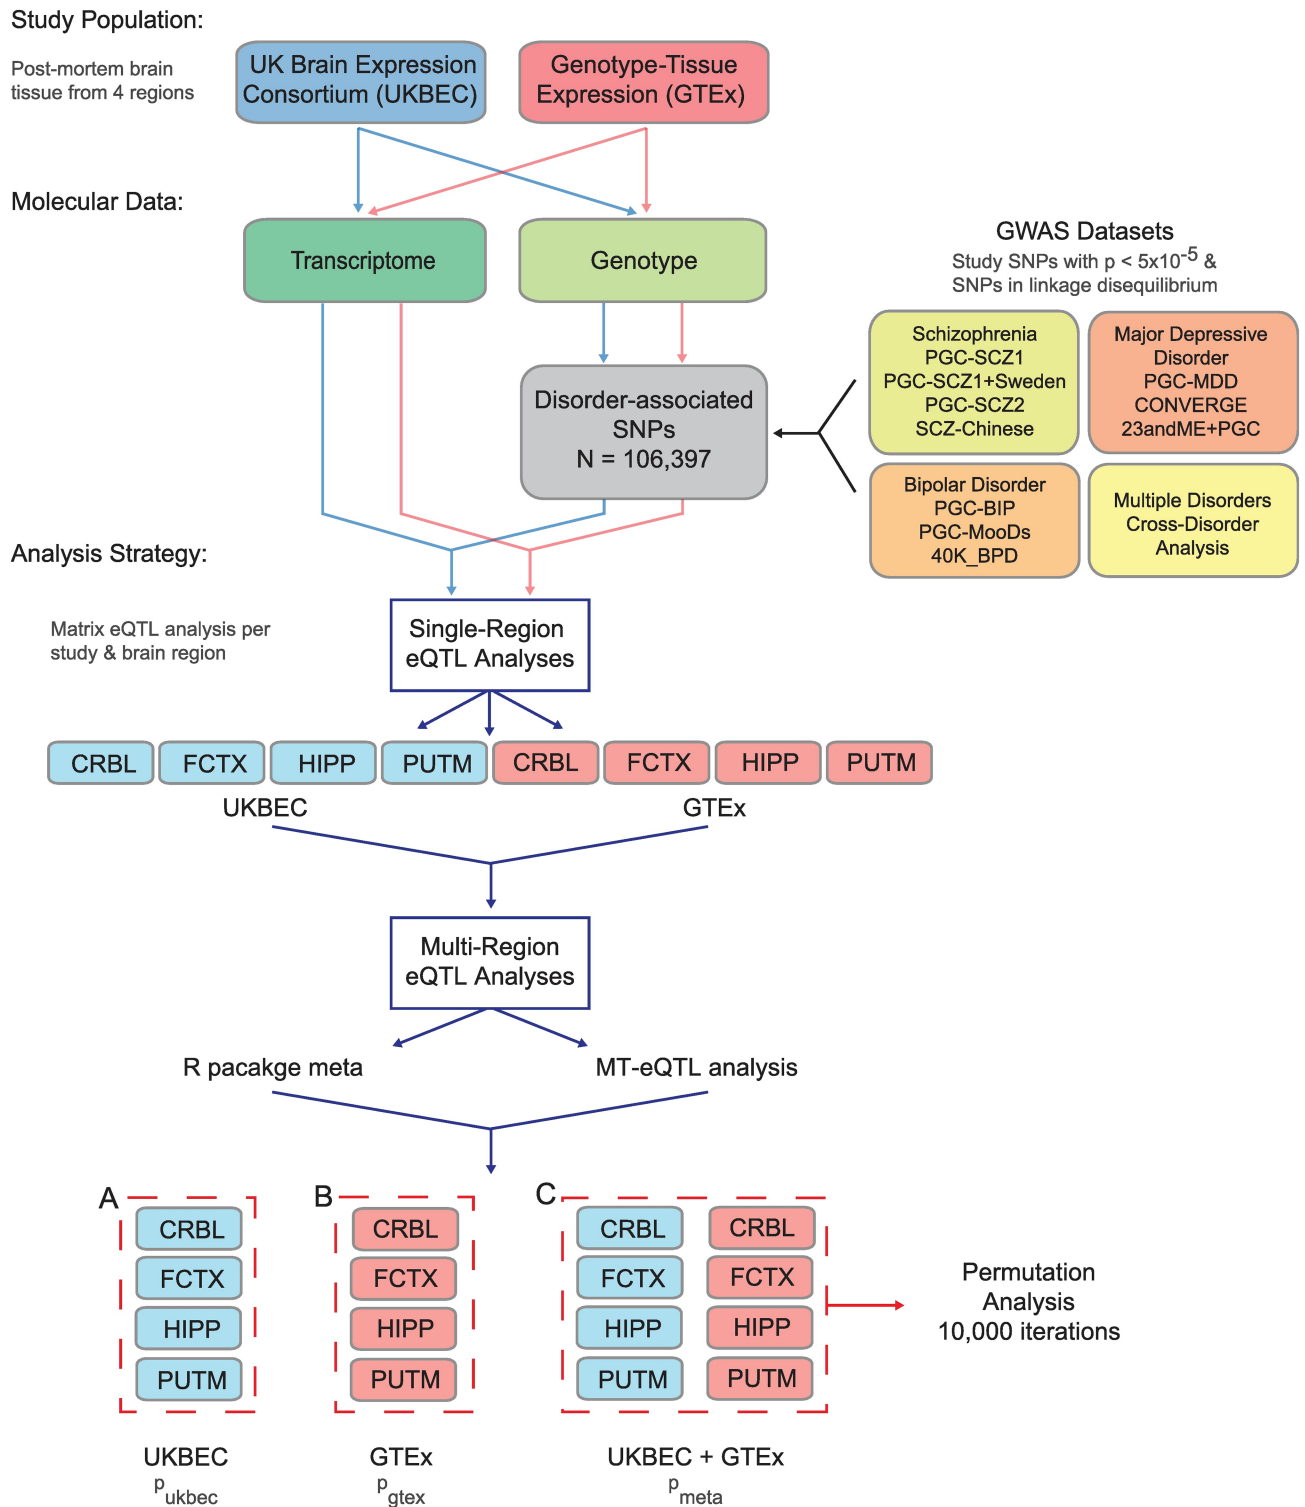 Study Population:
Post-mortem brain
tissue from 4 regions
UK Brain Expression
Consortium (UKBEC)
Genotype-Tissue
Expression (GTEx)
Molecular Data:
Transcriptome
Genotype
GWAS Datasets
Study SNPs with p < 5x10⁻⁵ &
SNPs in linkage disequilibrium
Schizophrenia
PGC-SCZ1
PGC-SCZ1+Sweden
PGC-SCZ2
SCZ-Chinese
Major Depressive
Disorder
PGC-MDD
CONVERGE
23andME+PGC
Disorder-associated
SNPs
N = 106,397
Bipolar Disorder
PGC-BIP
PGC-MooDs
40K_BPD
Multiple Disorders
Cross-Disorder
Analysis
Analysis Strategy:
Matrix eQTL analysis per
study & brain region
Single-Region
eQTL Analyses
CRBL FCTX HIPP PUTM CRBL FCTX HIPP PUTM
UKBEC GTEx
Multi-Region
eQTL Analyses
R pacakge meta
MT-eQTL analysis
A
CRBL
FCTX
HIPP
PUTM
UKBEC
p ukbec
B
CRBL
FCTX
HIPP
PUTM
GTEx
p gtex
C
CRBL CRBL
FCTX FCTX
HIPP HIPP
PUTM PUTM
UKBEC + GTEx
p meta
Permutation
Analysis
10,000 iterations